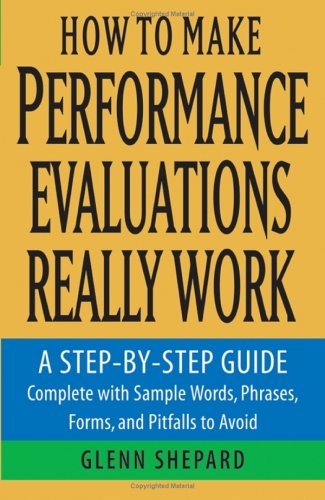 HOW TO MAKE
PERFORMANCE
EVALUATIONS
REALLY WORK
A STEP-BY-STEP GUIDE
Complete with Sample Words, Phrases,
Forms, and Pitfalls to Avoid
GLENN SHEPARD